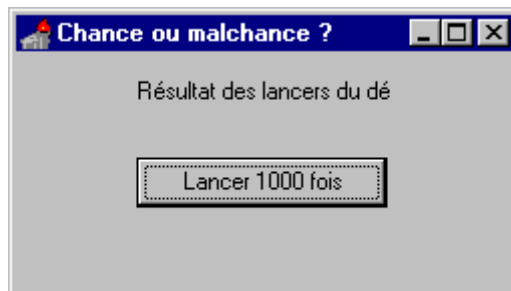 Chance ou malchance ?
Résultat des lancers du dé
Lancer 1000 fois